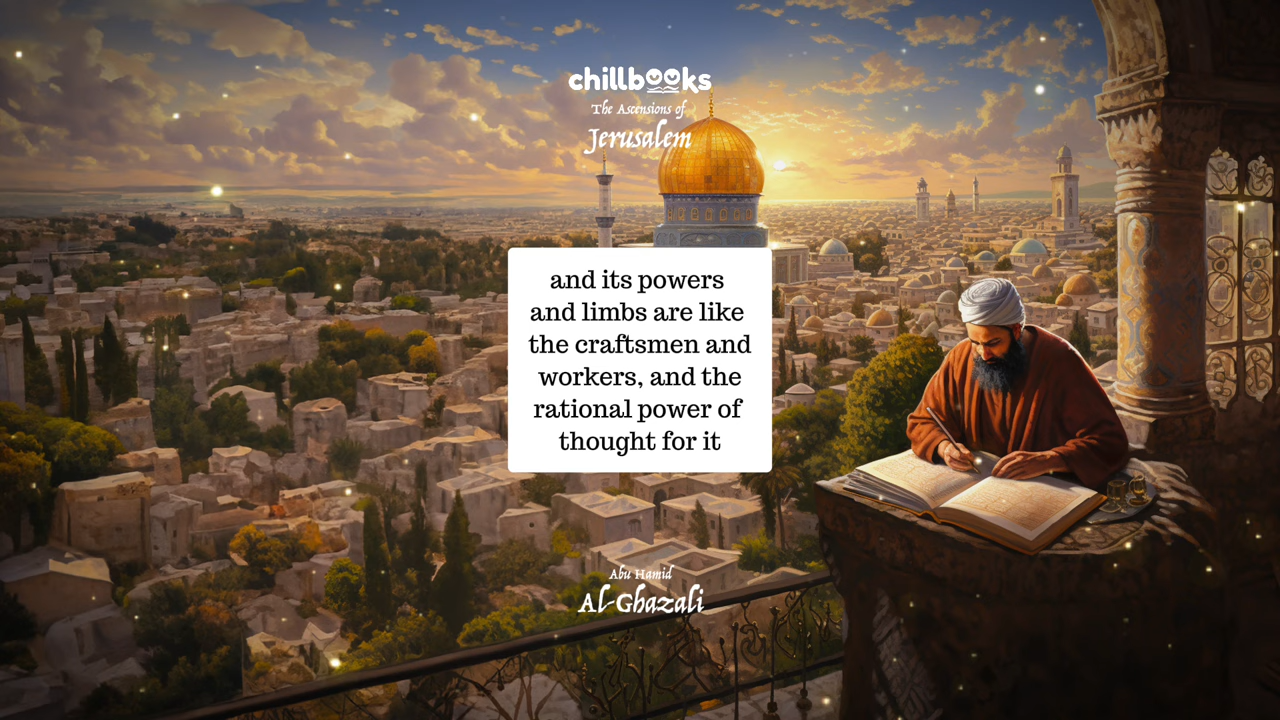 chillbooks
The Ascensions of
Jerusalem
and its powers
and limbs are like
the craftsmen and
workers, and the
rational power of
thought for it
Abu Hamid
Al-Ghazali